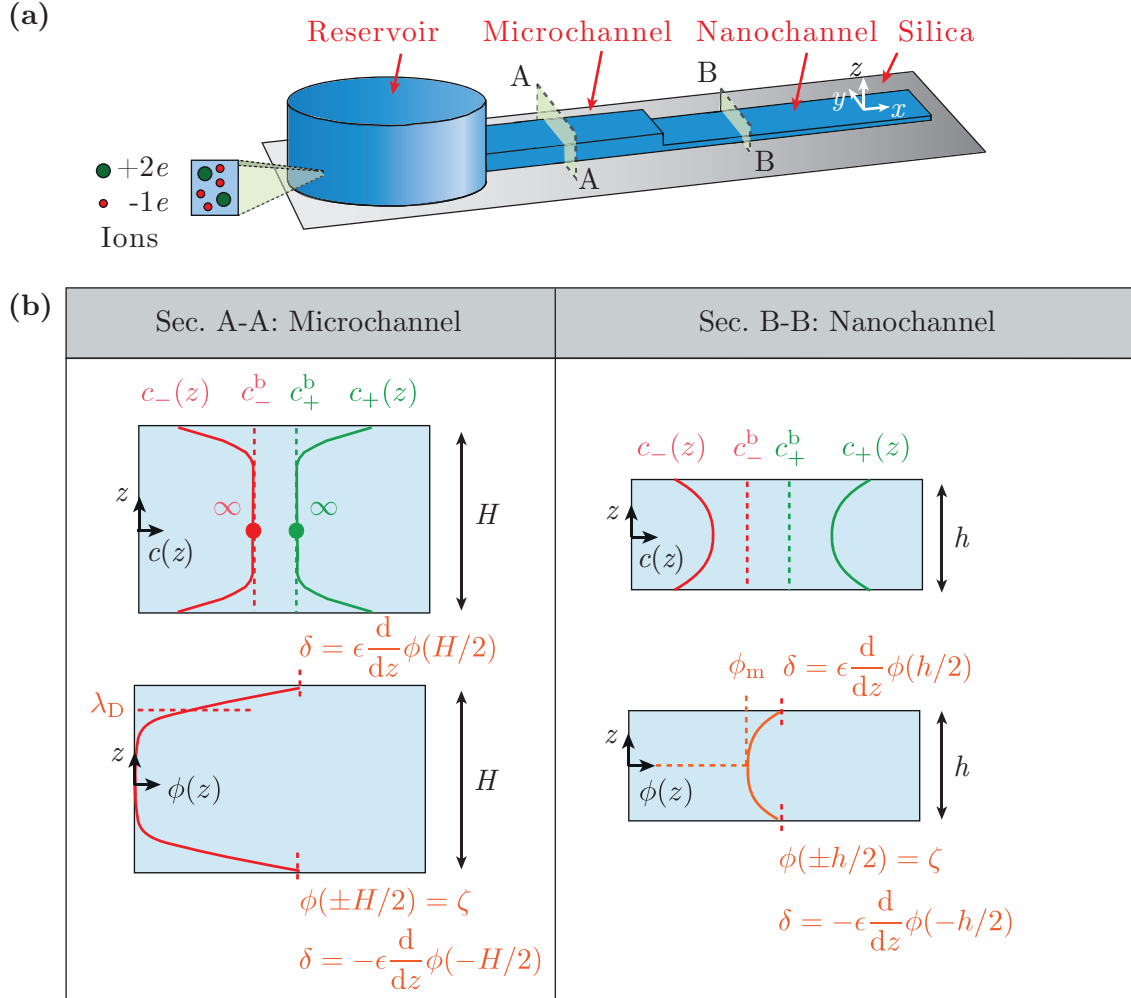 (a)
Reservoir Microchannel Nanochannel Silica
A B z
y x
+2e
-1e
Ions
A B
(b)
Sec. A-A: Microchannel
c₋(z) c₋ᵇ c₊ᵇ c₊(z)
z ∞ ∞ H
c(z)
δ = ϵ d/dz ϕ(H/2)
λ_D
z H
ϕ(z)
ϕ(±H/2) = ζ
δ = −ϵ d/dz ϕ(−H/2)
Sec. B-B: Nanochannel
c₋(z) c₋ᵇ c₊ᵇ c₊(z)
z h
c(z)
ϕₘ δ = ϵ d/dz ϕ(h/2)
z h
ϕ(z)
ϕ(±h/2) = ζ
δ = −ϵ d/dz ϕ(−h/2)